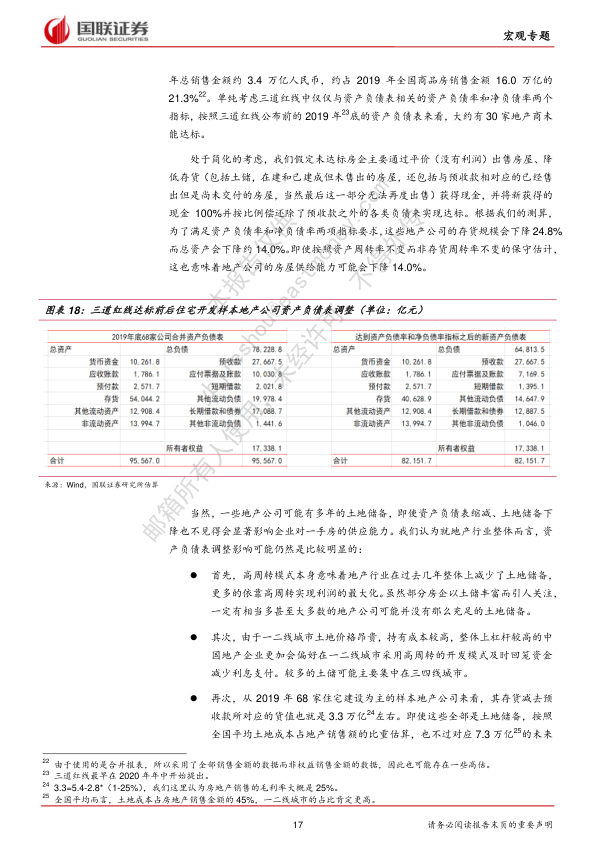 国联证券
GUOLIAN SECURITIES
宏观专题
年总销售金额约 3.4 万亿人民币，约占 2019 年全国商品房销售金额 16.0 万亿的
21.3%22。单纯考虑三道红线中仅仅与资产负债表相关的资产负债率和净负债率两个
指标，按照三道红线公布前的 2019 年23底的资产负债表来看，大约有 30 家地产商未
能达标。
处于简化的考虑，我们假定未达标房企主要通过平价（没有利润）出售房屋、降
低存货（包括土储，在建和已建成但未售出的房屋，还包括与预收款相对应的已经售
出但是尚未交付的房屋，当然最后这一部分无法再度出售）获得现金，并将新获得的
现金 100%并按比例偿还除了预收款之外的各类负债来实现达标。根据我们的测算，
为了满足资产负债率和净负债率两项指标要求，这些地产公司的存货规模会下降 24.8%
而总资产会下降约 14.0%。即使按照资产周转率不变而非存货周转率不变的保守估计，
这也意味着地产公司的房屋供给能力可能会下降 14.0%。
图表 18：三道红线达标前后住宅开发样本地产公司资产负债表调整（单位：亿元）
2019年底68家公司合并资产负债表 达到资产负债率和净负债率指标之后的新资产负债表
总资产 总负债 78,228.8 总资产 总负债 64,813.5
货币资金 10,261.8 预收款 27,667.5 货币资金 10,261.8 预收款 27,667.5
应收账款 1,786.1 应付票据及账款 10,030.8 应收账款 1,786.1 应付票据及账款 7,169.5
预付款 2,571.7 短期借款 2,021.8 预付款 2,571.7 短期借款 1,395.1
存货 54,044.2 其他流动负债 19,978.4 存货 40,628.9 其他流动负债 14,647.9
其他流动资产 12,908.4 长期借款和债券 17,088.7 其他流动资产 12,908.4 长期借款和债券 12,887.5
非流动资产 13,994.7 其他非流动负债 1,441.6 非流动资产 13,994.7 其他非流动负债 1,046.0
所有者权益 17,338.1 所有者权益 17,338.1
合计 95,567.0 95,567.0 合计 82,151.7 82,151.7
来源：Wind，国联证券研究所估算
当然，一些地产公司可能有多年的土地储备，即使资产负债表缩减、土地储备下
降也不见得会显著影响企业对一手房的供应能力。我们认为就地产行业整体而言，资
产负债表调整影响可能仍然是比较明显的：
● 首先，高周转模式本身意味着地产行业在过去几年整体上减少了土地储备，
更多的依靠高周转实现利润的最大化。虽然部分房企以土储丰富而引人关注，
一定有相当多甚至大多数的地产公司可能并没有那么充足的土地储备。
● 其次，由于一二线城市土地价格昂贵，持有成本较高，整体上杠杆较高的中
国地产企业更加会偏好在一二线城市采用高周转的开发模式及时回笼资金
减少利息支付。较多的土储可能主要集中在三四线城市。
● 再次，从 2019 年 68 家住宅建设为主的样本地产公司来看，其存货减去预
收款所对应的货值也就是 3.3 万亿24左右。即使这些全部是土地储备，按照
全国平均土地成本占地产销售额的比重估算，也不过对应 7.3 万亿25的未来
22 由于使用的是合并报表，所以采用了全部销售金额的数据而非权益销售金额的数据，因此也可能存在一些高估。
23 三道红线最早在 2020 年年中开始提出。
24 3.3=5.4-2.8*（1-25%），我们这里认为房地产销售的毛利率大概是 25%。
25 全国平均而言，土地成本占房地产销售金额的 45%，一二线城市的占比肯定更高。
17
请务必阅读报告末页的重要声明